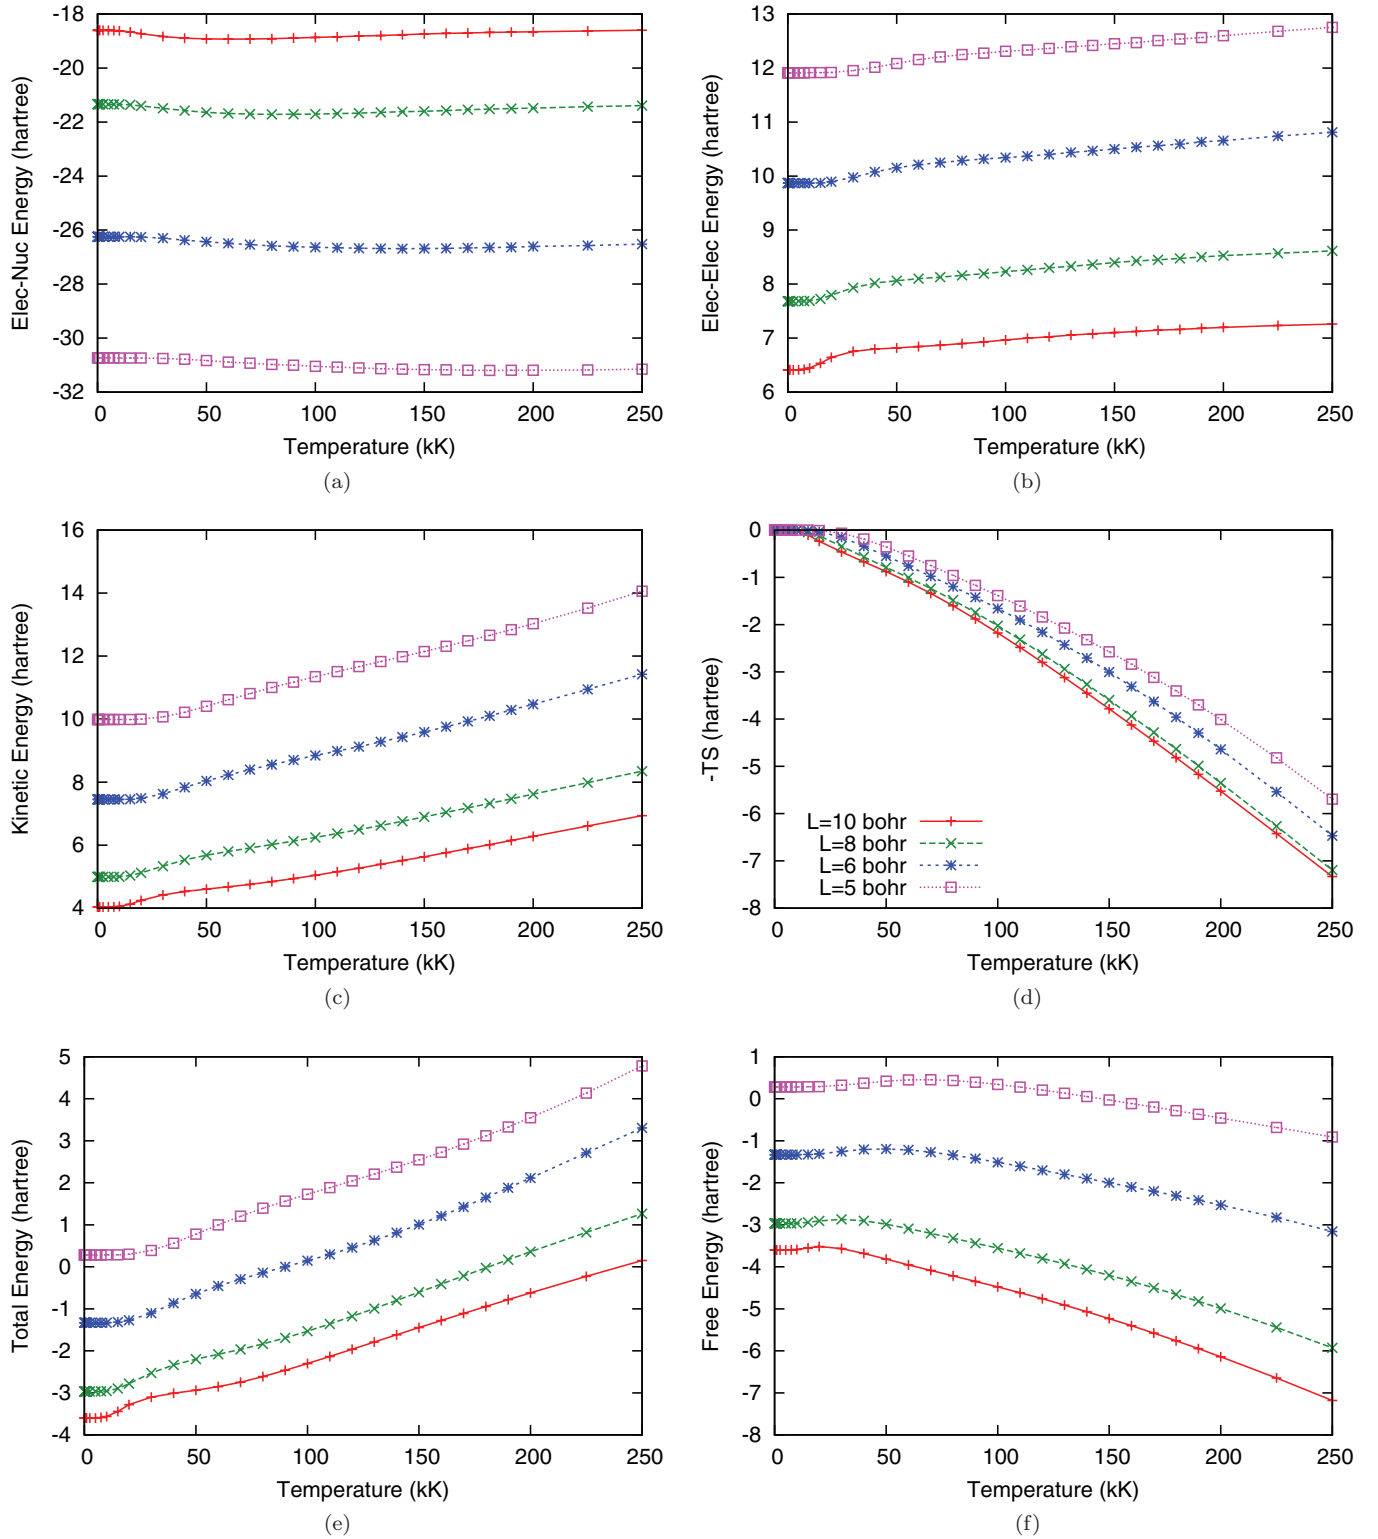 -18
-20
-22
-24
-26
-28
-30
-32
Elec-Nuc Energy (hartree)
0 50 100 150 200 250
Temperature (kK)
(a)
13
12
11
10
9
8
7
6
Elec-Elec Energy (hartree)
0 50 100 150 200 250
Temperature (kK)
(b)
16
14
12
10
8
6
4
Kinetic Energy (hartree)
0 50 100 150 200 250
Temperature (kK)
(c)
0
-1
-2
-3
-4
-5
-6
-7
-8
-TS (hartree)
L=10 bohr
L=8 bohr
L=6 bohr
L=5 bohr
0 50 100 150 200 250
Temperature (kK)
(d)
5
4
3
2
1
0
-1
-2
-3
-4
Total Energy (hartree)
0 50 100 150 200 250
Temperature (kK)
(e)
1
0
-1
-2
-3
-4
-5
-6
-7
-8
Free Energy (hartree)
0 50 100 150 200 250
Temperature (kK)
(f)